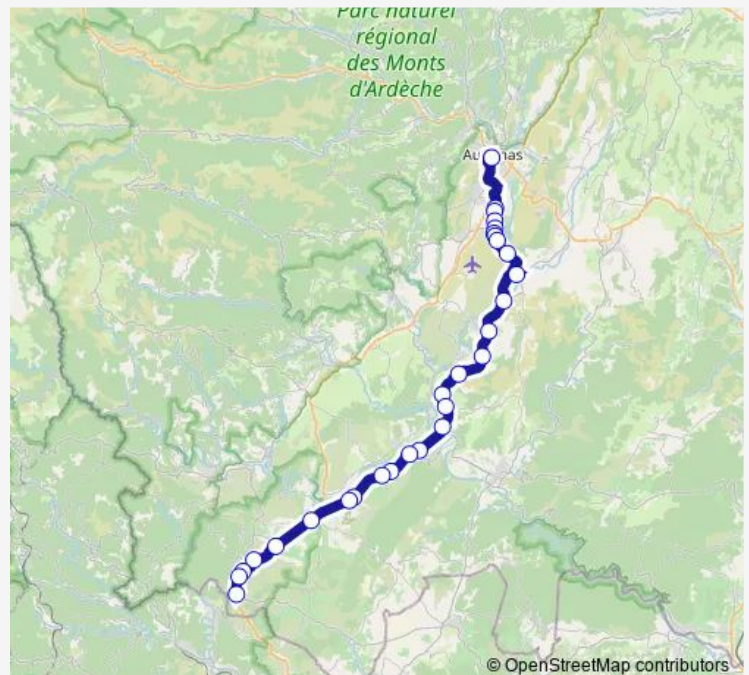 Parc naturel
régional
des Monts
d'Ardèche
© OpenStreetMap contributors